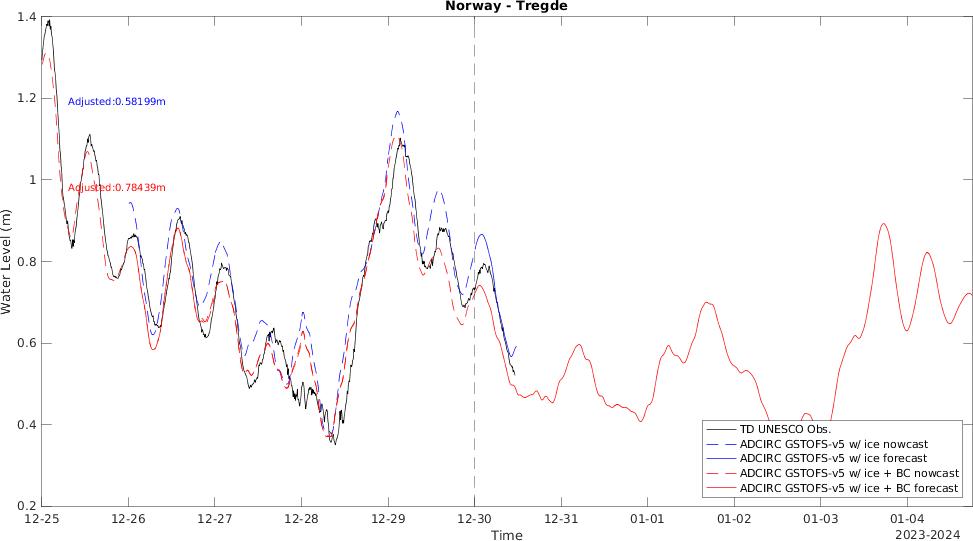 Norway - Tregde
1.4
1.2
1
0.8
0.6
0.4
0.2
Water Level (m)
Adjusted:0.58199m
Adjusted:0.78439m
TD UNESCO Obs.
ADCIRC GSTOFS-v5 w/ ice nowcast
ADCIRC GSTOFS-v5 w/ ice forecast
ADCIRC GSTOFS-v5 w/ ice + BC nowcast
ADCIRC GSTOFS-v5 w/ ice + BC forecast
12-25 12-26 12-27 12-28 12-29 12-30 12-31 01-01 01-02 01-03 01-04
Time
2023-2024